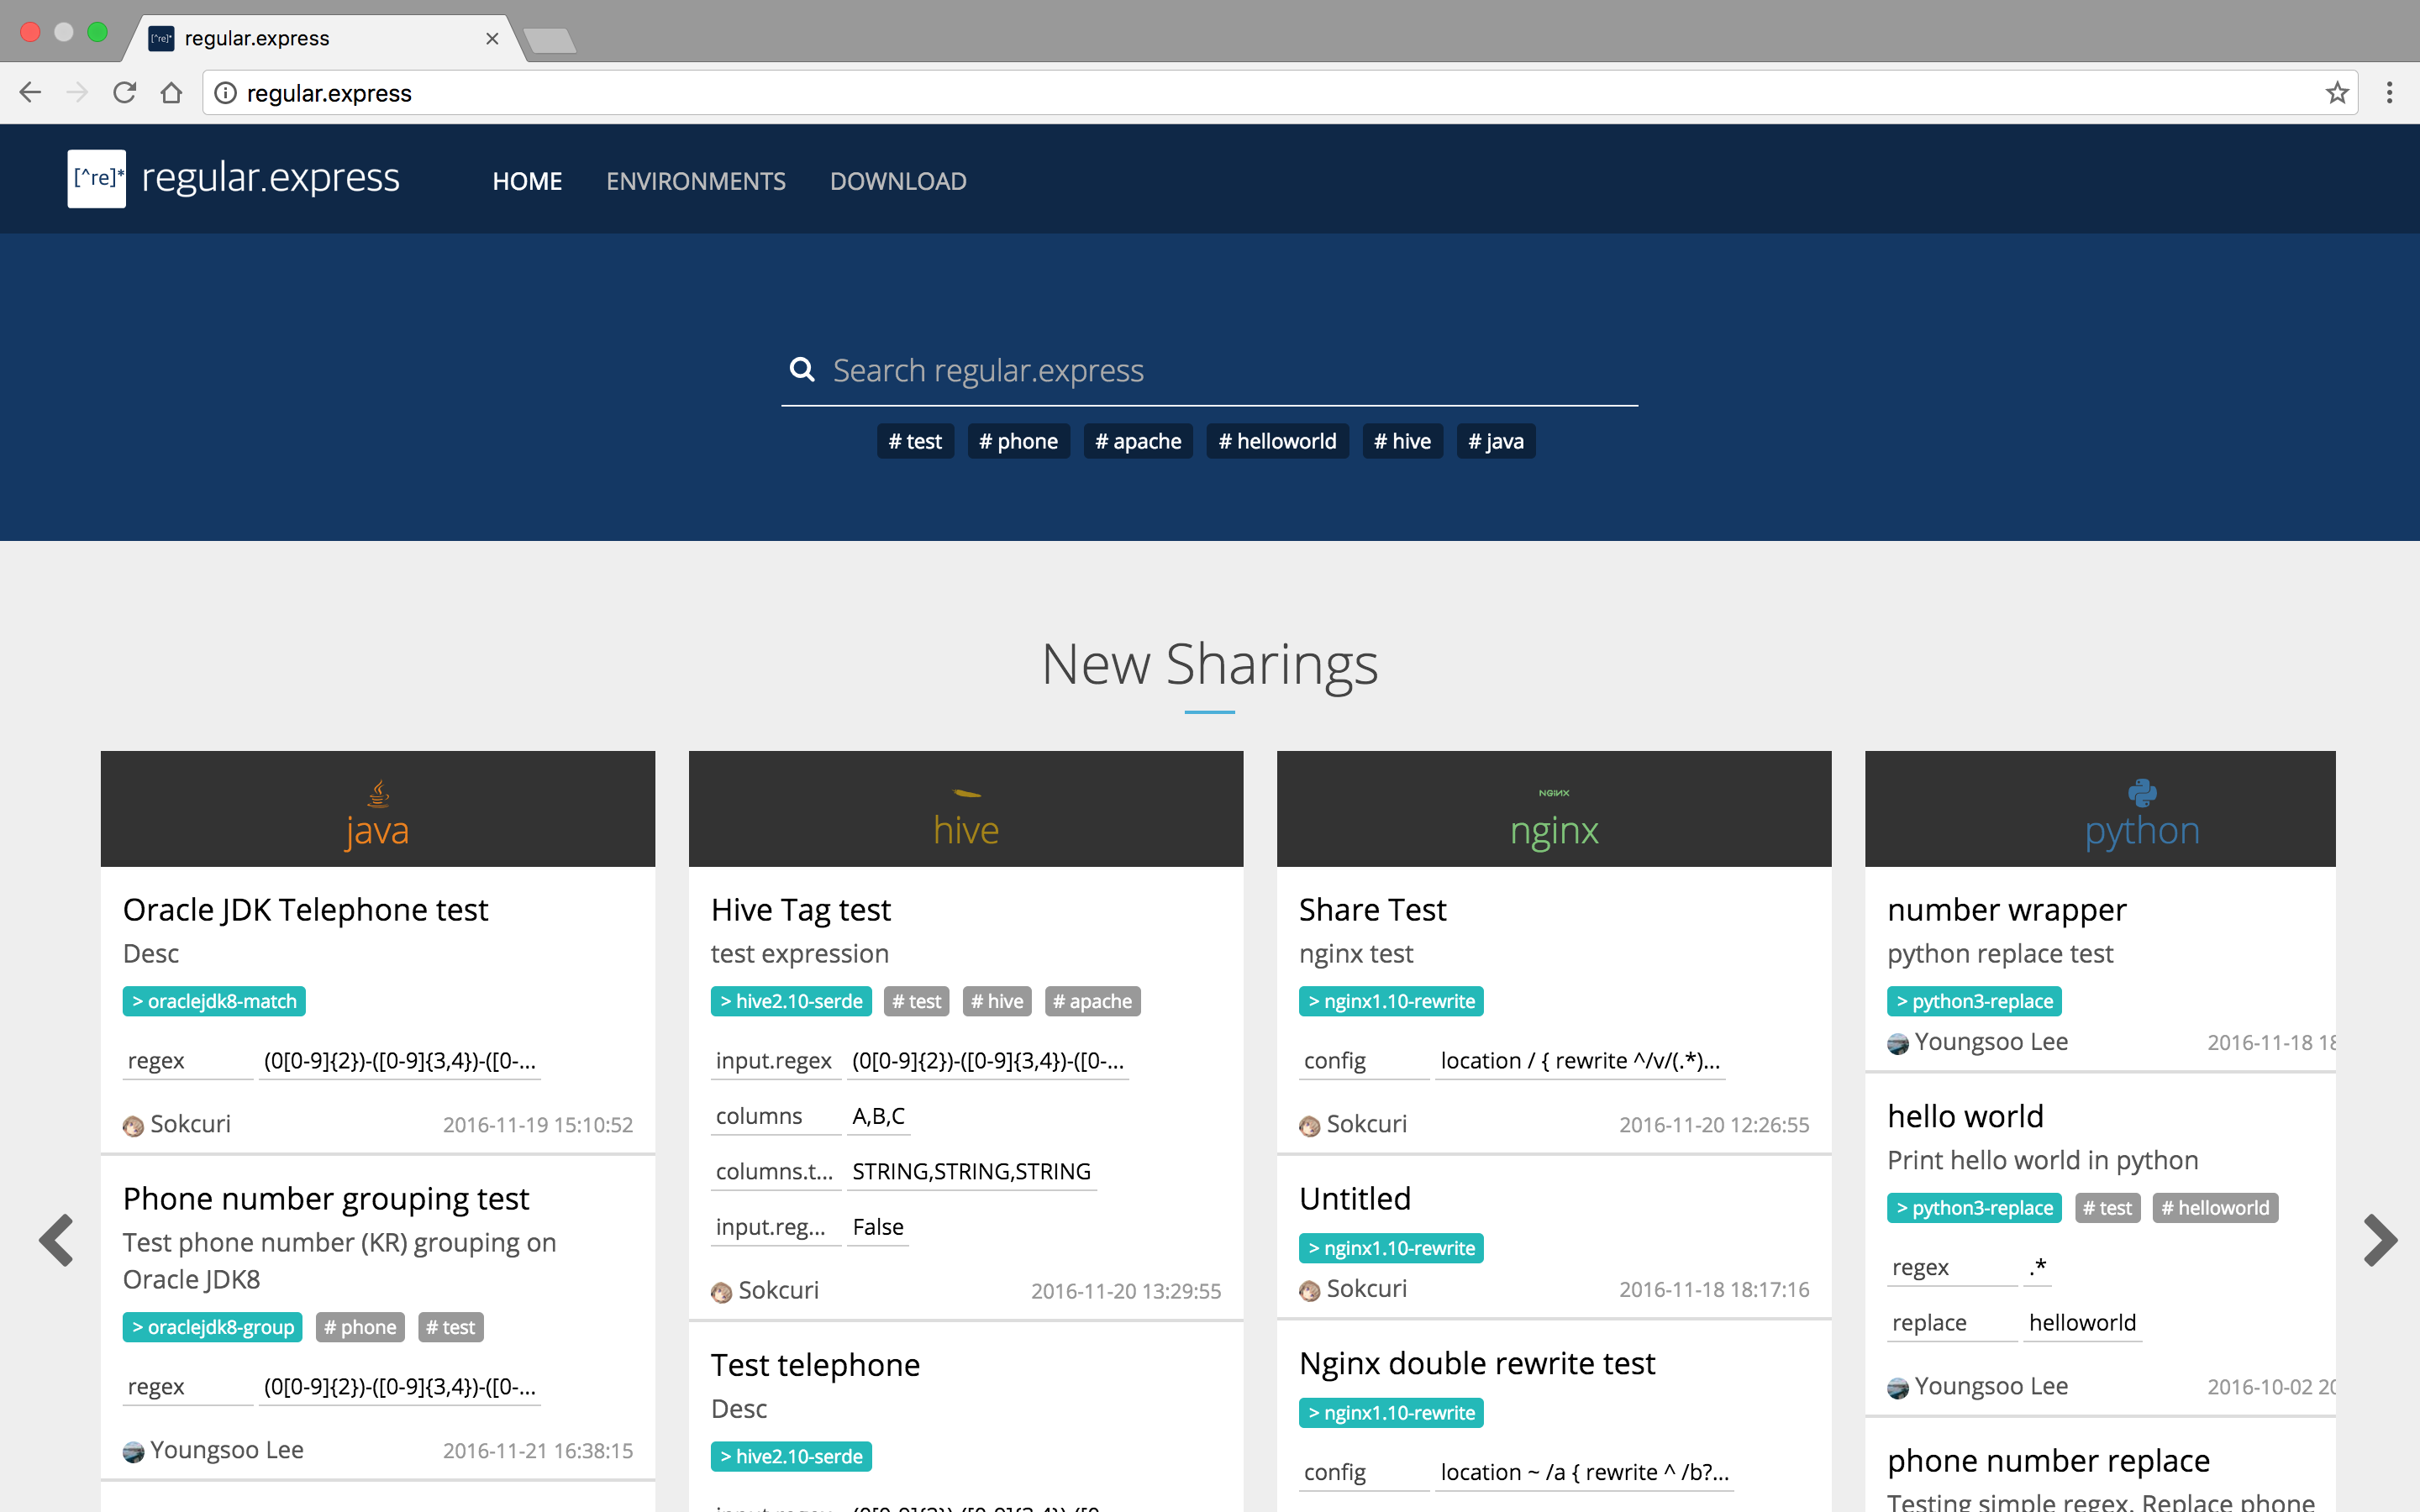 [^re]* regular.express
regular.express
[^re]* regular.express HOME ENVIRONMENTS DOWNLOAD
Search regular.express
# test # phone # apache # helloworld # hive # java
New Sharings
java
Oracle JDK Telephone test
Desc
> oraclejdk8-match
regex (0[0-9]{2})-([0-9]{3,4})-([0-...
Sokcuri 2016-11-19 15:10:52
Phone number grouping test
Test phone number (KR) grouping on
Oracle JDK8
> oraclejdk8-group # phone # test
regex (0[0-9]{2})-([0-9]{3,4})-([0-...
Youngsoo Lee 2016-11-21 16:38:15
hive
Hive Tag test
test expression
> hive2.10-serde # test # hive # apache
input.regex (0[0-9]{2})-([0-9]{3,4})-([0-...
columns A,B,C
columns.t... STRING,STRING,STRING
input.reg... False
Sokcuri 2016-11-20 13:29:55
Test telephone
Desc
> hive2.10-serde
NGINX
nginx
Share Test
nginx test
> nginx1.10-rewrite
config location / { rewrite ^/v/(.*)...
Sokcuri 2016-11-20 12:26:55
Untitled
> nginx1.10-rewrite
Sokcuri 2016-11-18 18:17:16
Nginx double rewrite test
> nginx1.10-rewrite
config location ~ /a { rewrite ^ /b?...
python
number wrapper
python replace test
> python3-replace
Youngsoo Lee 2016-11-18 18
hello world
Print hello world in python
> python3-replace # test # helloworld
regex .*
replace helloworld
Youngsoo Lee 2016-10-02 20
phone number replace
Testing simple regex. Replace phone